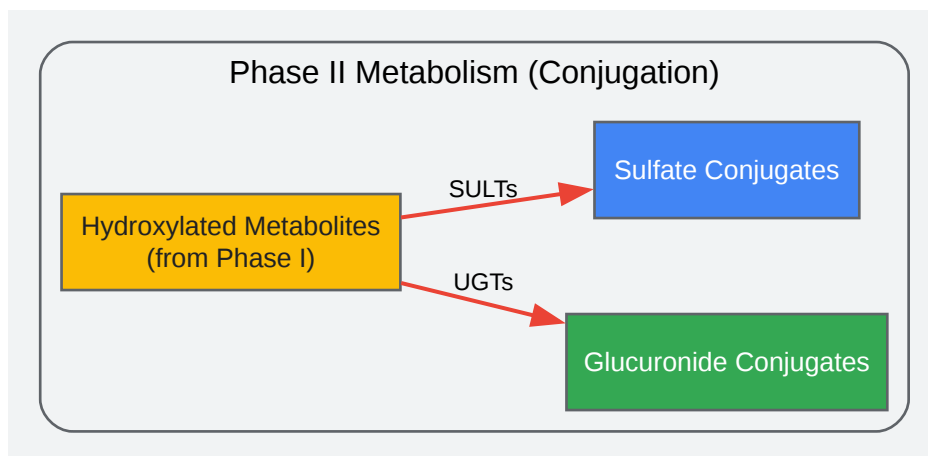 Phase II Metabolism (Conjugation)
Hydroxylated Metabolites
(from Phase I)
SULTs
Sulfate Conjugates
UGTs
Glucuronide Conjugates